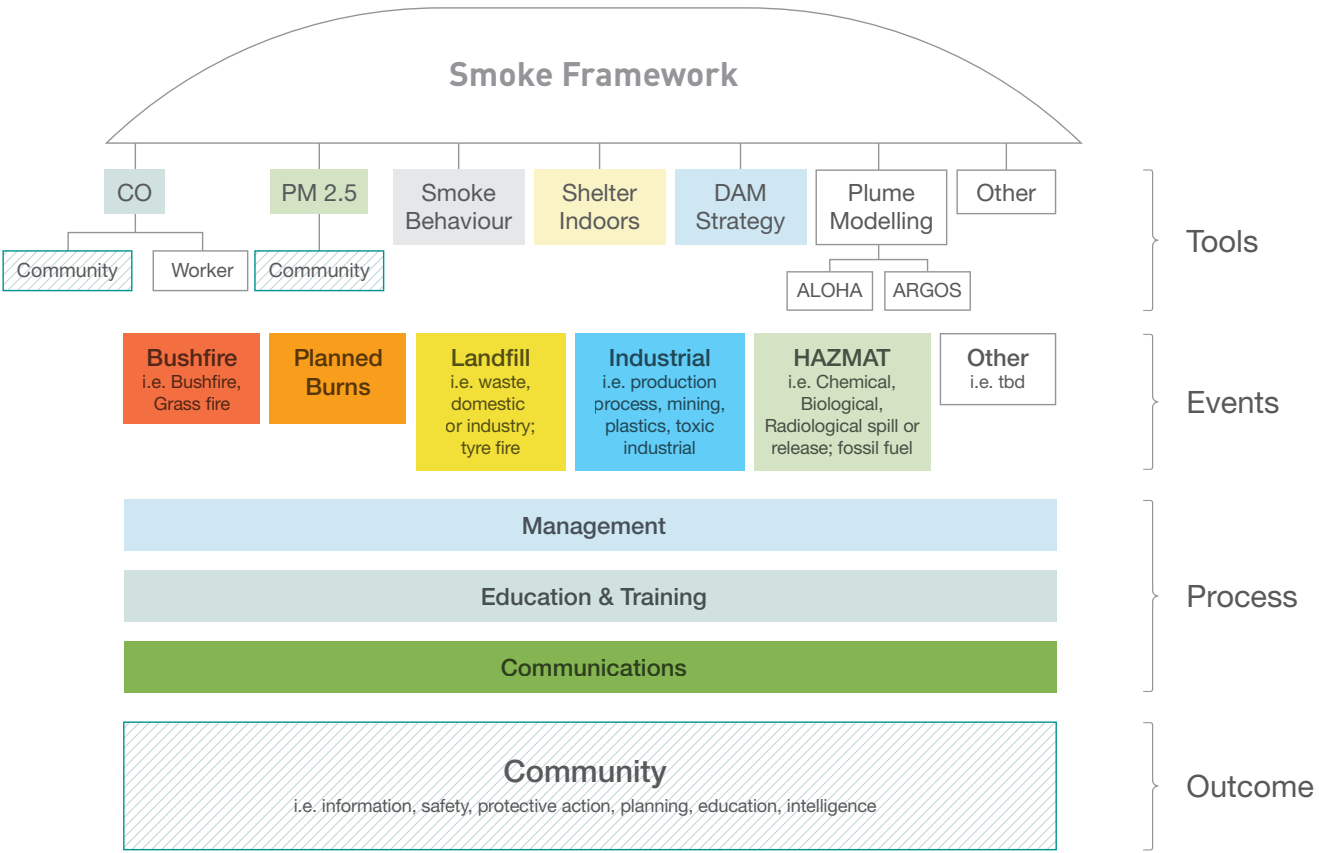 Smoke Framework
CO
PM 2.5
Smoke
Behaviour
Shelter
Indoors
DAM
Strategy
Plume
Modelling
Other
Community
Worker
Community
ALOHA
ARGOS
Tools
Bushfire
i.e. Bushfire,
Grass fire
Planned
Burns
Landfill
i.e. waste,
domestic
or industry;
tyre fire
Industrial
i.e. production
process, mining,
plastics, toxic
industrial
HAZMAT
i.e. Chemical,
Biological,
Radiological spill or
release; fossil fuel
Other
i.e. tbd
Events
Management
Education & Training
Communications
Process
Community
i.e. information, safety, protective action, planning, education, intelligence
Outcome